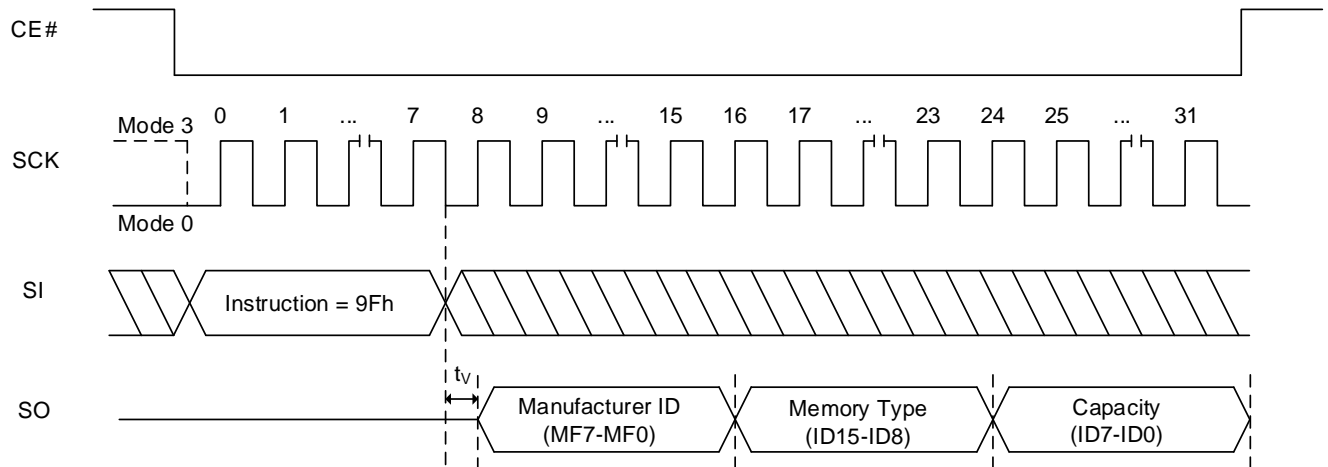 CE#
0 1 ... 7 8 9 ... 15 16 17 ... 23 24 25 ... 31
Mode 3
SCK
Mode 0
SI
Instruction = 9Fh
tV
SO
Manufacturer ID
(MF7-MF0)
Memory Type
(ID15-ID8)
Capacity
(ID7-ID0)